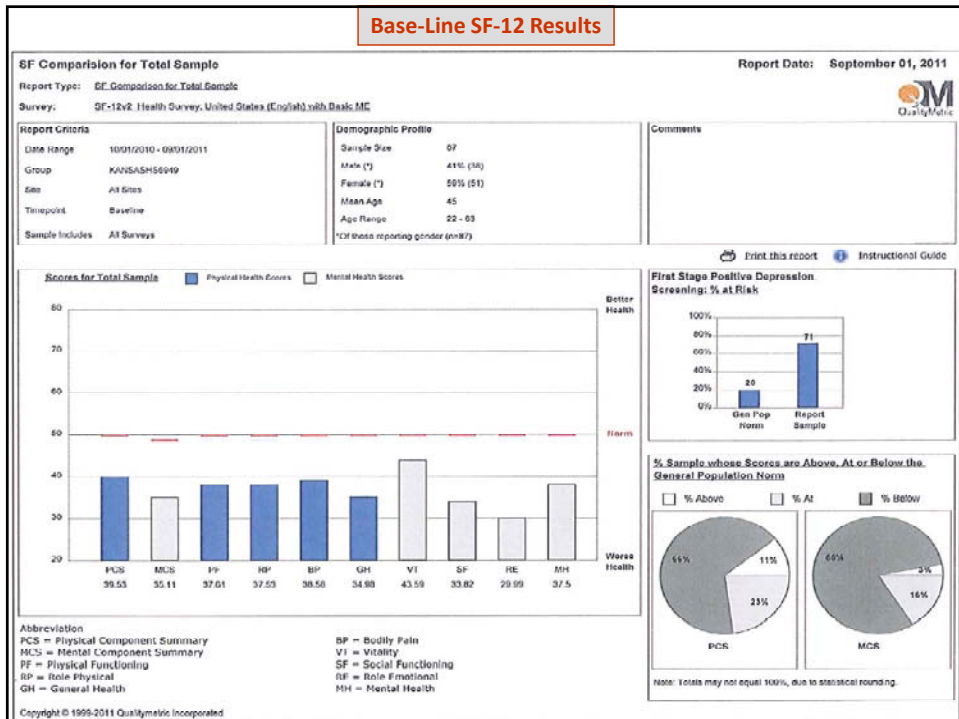 Base-Line SF-12 Results
SF Comparision for Total Sample
Report Date: September 01, 2011
Report Type: SF Comparison for Total Sample
Survey: SF-12v2 Health Survey, United States (English) with Basic ME
QM
QualityMetric
Report Criteria
Date Range 10/01/2010 - 09/01/2011
Group KANSASHS6949
Site All Sites
Timepoint Baseline
Sample Includes All Surveys
Demographic Profile
Sample Size 87
Male (*) 41% (36)
Female (*) 59% (51)
Mean Age 45
Age Range 22 - 63
*Of those reporting gender (n=87)
Comments
Print this report
Instructional Guide
Scores for Total Sample
Physical Health Scores
Mental Health Scores
Better Health
80
70
60
50
40
30
20
Norm
Worse Health
PCS MCS PF RP BP GH VT SF RE MH
39.53 35.11 37.61 37.53 38.58 34.98 43.59 33.82 29.99 37.5
First Stage Positive Depression
Screening: % at Risk
100%
80%
60%
40%
20%
0%
20
71
Gen Pop Norm
Report Sample
% Sample whose Scores are Above, At or Below the
General Population Norm
% Above
% At
% Below
11%
23%
PCS
3%
16%
MCS
Note: Totals may not equal 100%, due to statistical rounding.
Abbreviation
PCS = Physical Component Summary
MCS = Mental Component Summary
PF = Physical Functioning
RP = Role Physical
GH = General Health
BP = Bodily Pain
VT = Vitality
SF = Social Functioning
RE = Role Emotional
MH = Mental Health
Copyright © 1999-2011 Qualitymetric Incorporated